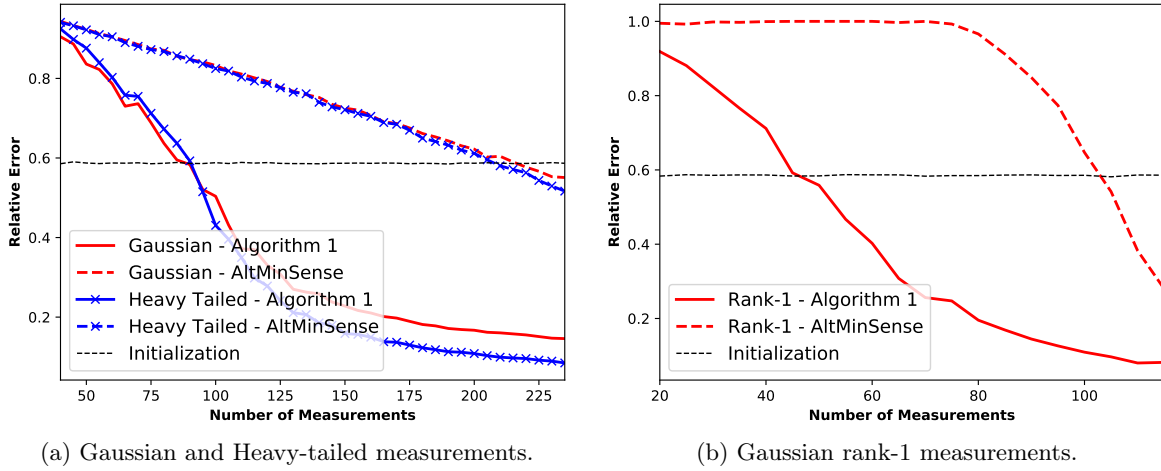 0.8
0.6
0.4
0.2
Relative Error
50 75 100 125 150 175 200 225
Number of Measurements
Gaussian - Algorithm 1
Gaussian - AltMinSense
Heavy Tailed - Algorithm 1
Heavy Tailed - AltMinSense
Initialization
(a) Gaussian and Heavy-tailed measurements.
1.0
0.8
0.6
0.4
0.2
Relative Error
20 40 60 80 100
Number of Measurements
Rank-1 - Algorithm 1
Rank-1 - AltMinSense
Initialization
(b) Gaussian rank-1 measurements.